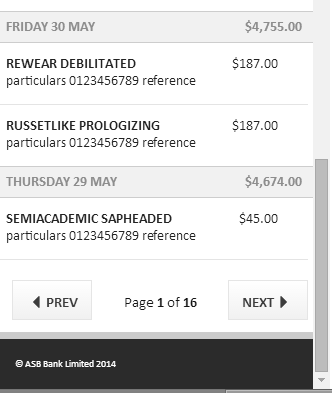 FRIDAY 30 MAY $4,755.00
REWEAR DEBILITATED $187.00
particulars 0123456789 reference
RUSSETLIKE PROLOGIZING $187.00
particulars 0123456789 reference
THURSDAY 29 MAY $4,674.00
SEMIACADEMIC SAPHEADED $45.00
particulars 0123456789 reference
PREV Page 1 of 16 NEXT
© ASB Bank Limited 2014